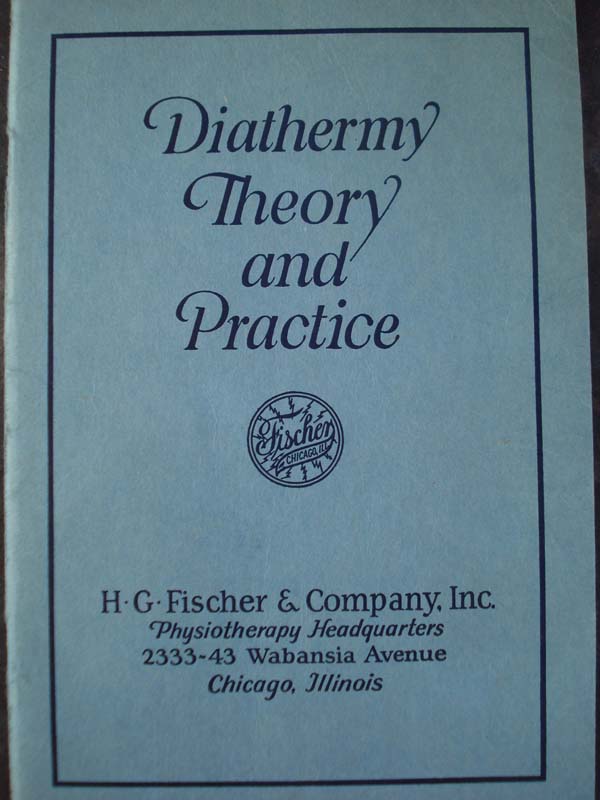 Diathermy
Theory
and
Practice
Fischer
CHICAGO, ILL.
H·G·Fischer & Company, Inc.
Physiotherapy Headquarters
2333-43 Wabansia Avenue
Chicago, Illinois